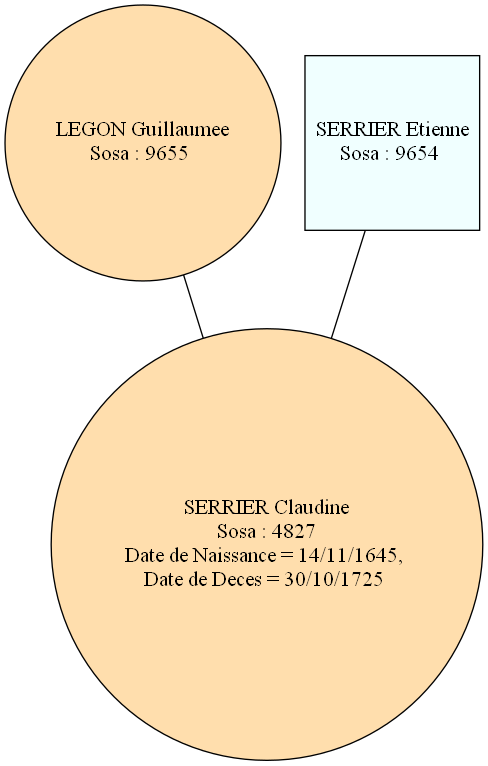 LEGON Guillaumee
Sosa : 9655
SERRIER Etienne
Sosa : 9654
SERRIER Claudine
Sosa : 4827
Date de Naissance = 14/11/1645,
Date de Deces = 30/10/1725